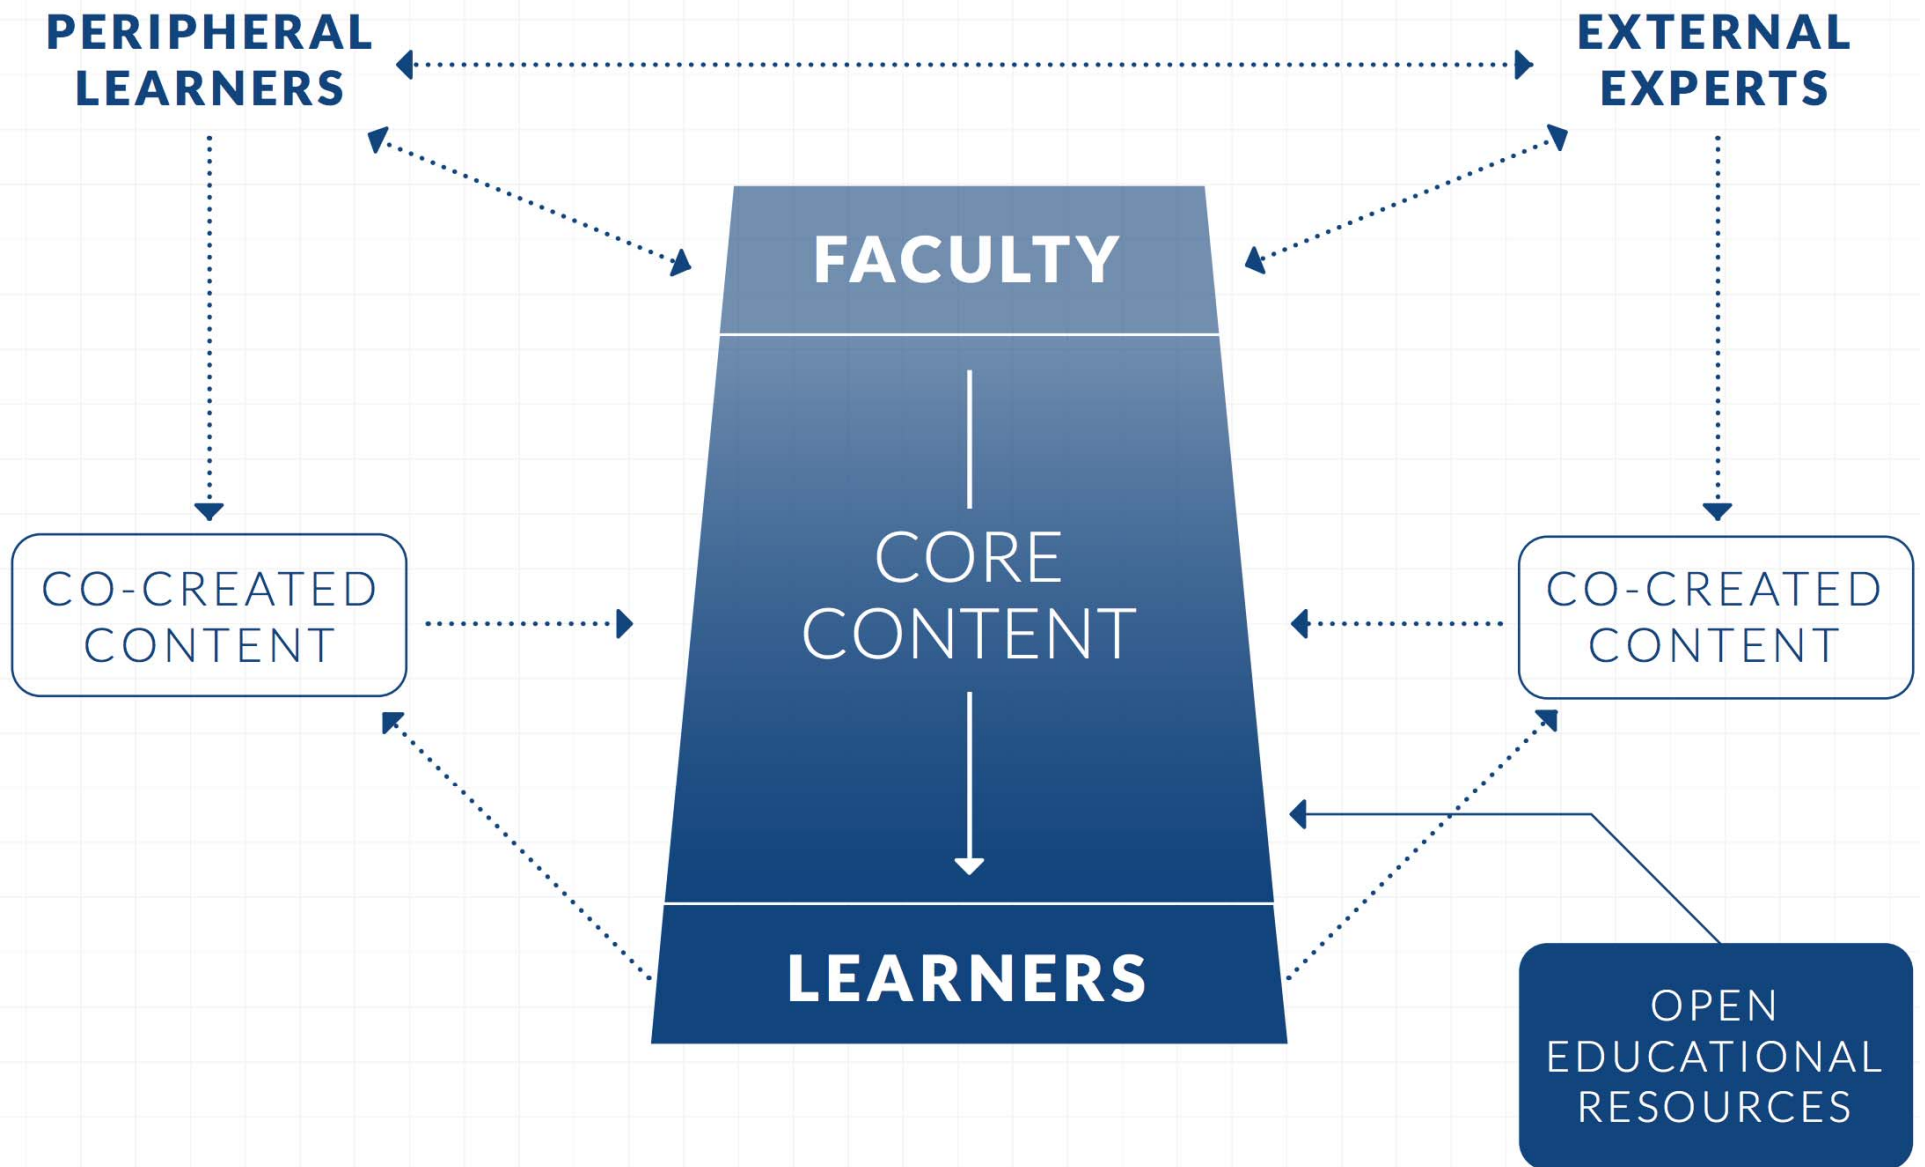 PERIPHERAL
LEARNERS
EXTERNAL
EXPERTS
FACULTY
CORE
CONTENT
CO-CREATED
CONTENT
CO-CREATED
CONTENT
LEARNERS
OPEN
EDUCATIONAL
RESOURCES